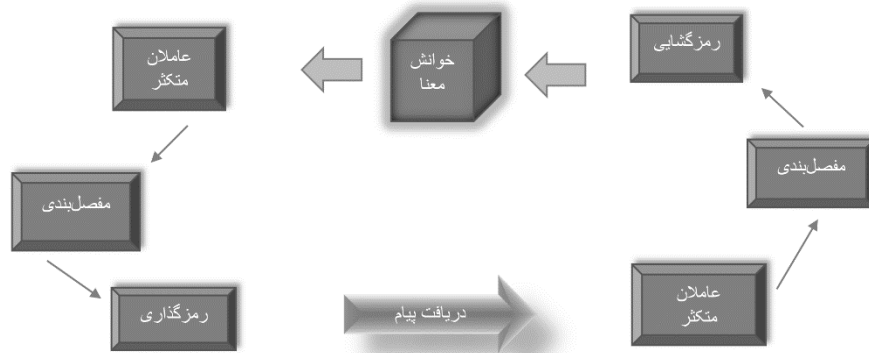 رمزگشایی
خوانش
معنا
عاملان
متکثر
مفصل‌بندی
مفصل‌بندی
رمزگذاری
دریافت پیام
عاملان
متکثر